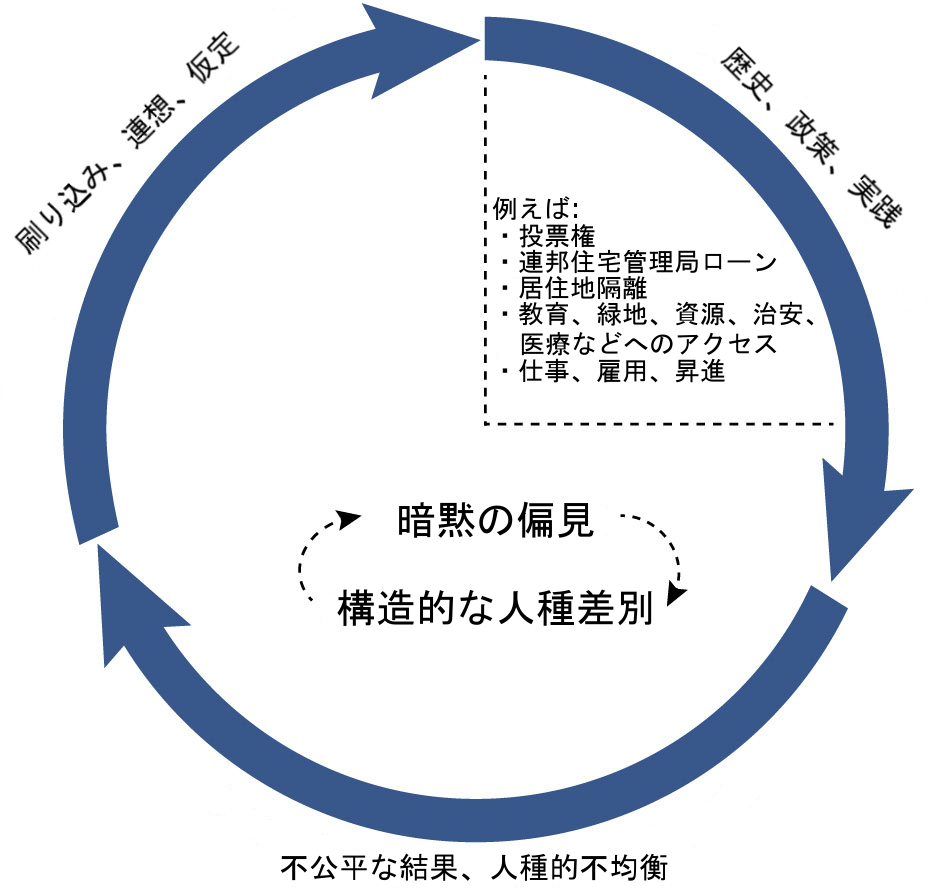 刷り込み、連想、仮定
歴史、政策、実践
例えば:
・投票権
・連邦住宅管理局ローン
・居住地隔離
・教育、緑地、資源、治安、
医療などへのアクセス
・仕事、雇用、昇進
暗黙の偏見
構造的な人種差別
不公平な結果、人種的不均衡